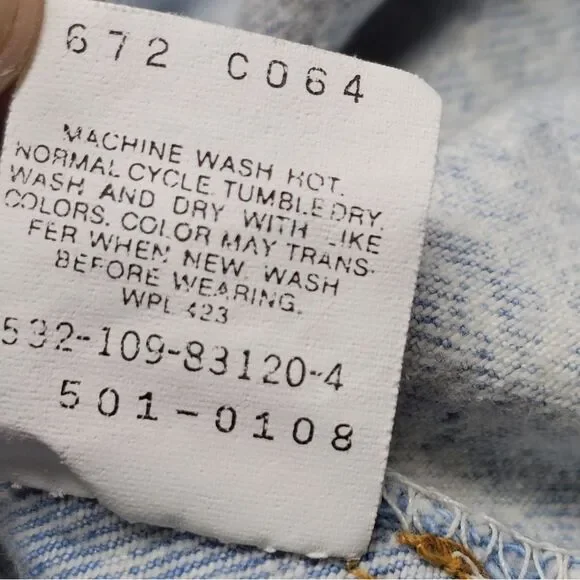 672 C064
MACHINE WASH HOT.
NORMAL CYCLE. TUMBLE DRY.
WASH AND DRY WITH LIKE
COLORS. COLOR MAY TRANS-
FER WHEN NEW. WASH
BEFORE WEARING.
WPL 423
532-109-83120-4
501-0108